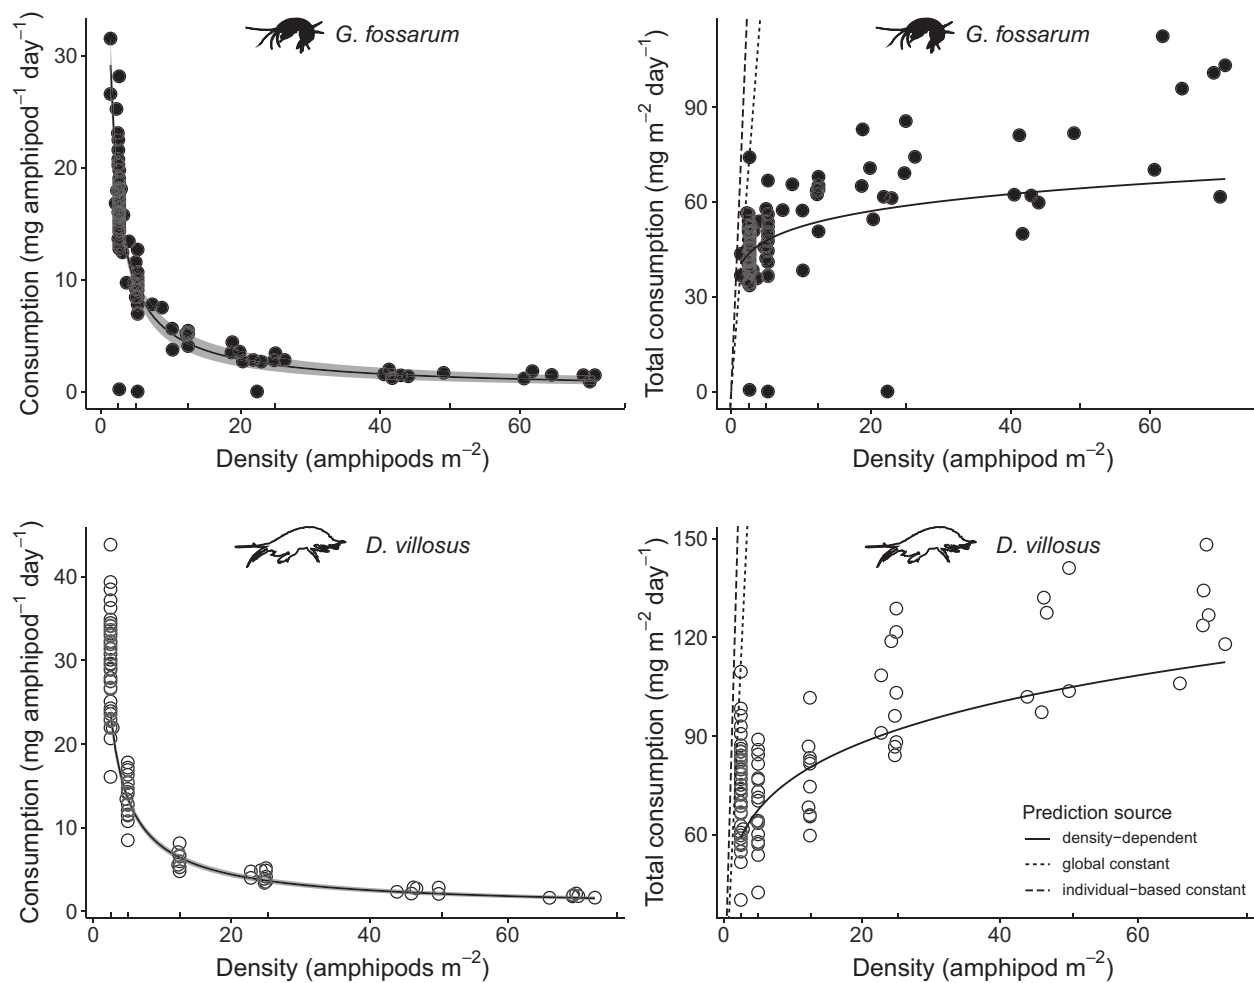 G. fossarum
Consumption (mg amphipod⁻¹ day⁻¹)
30
20
10
0
0 20 40 60
Density (amphipods m⁻²)
G. fossarum
Total consumption (mg m⁻² day⁻¹)
90
60
30
0
0 20 40 60
Density (amphipod m⁻²)
D. villosus
Consumption (mg amphipod⁻¹ day⁻¹)
40
30
20
10
0
0 20 40 60
Density (amphipods m⁻²)
D. villosus
Total consumption (mg m⁻² day⁻¹)
150
120
90
60
Prediction source
density−dependent
global constant
individual−based constant
0 20 40 60
Density (amphipod m⁻²)